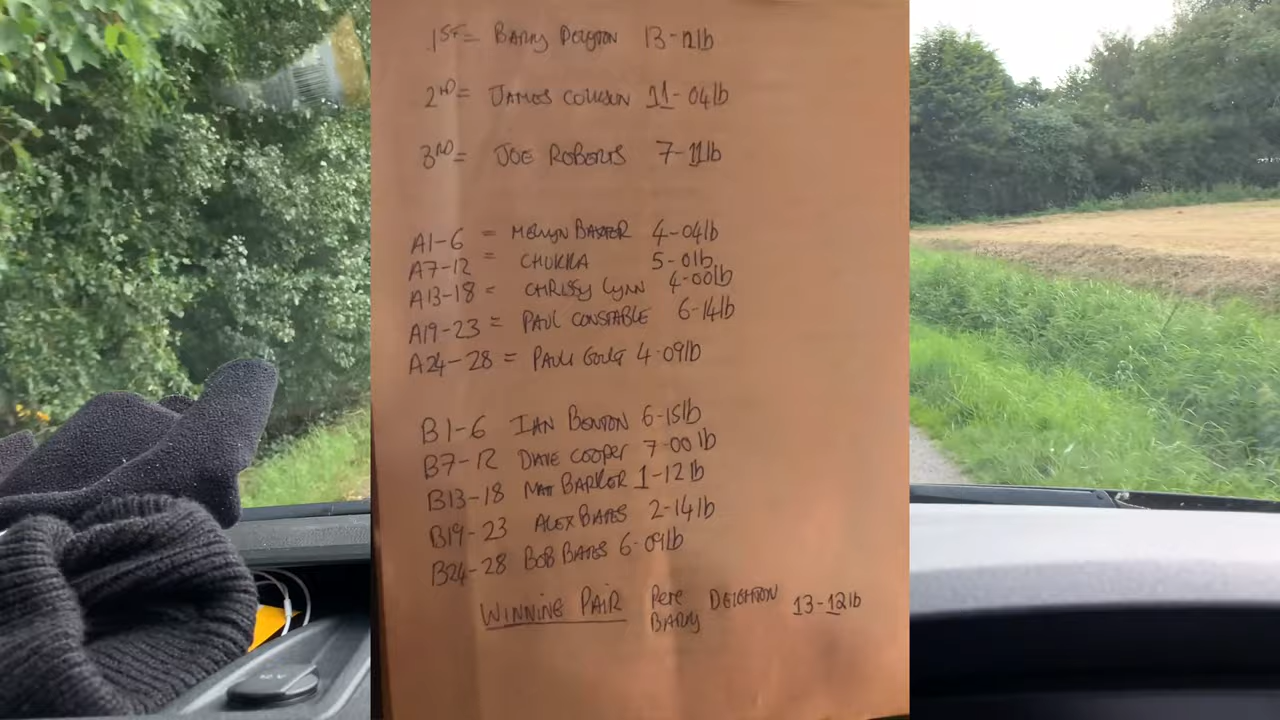 1ST= BARRY DEIGHTON 13-12lb
2ND= JAMES COULSON 11-04lb
3RD= JOE ROBERTS 7-11lb
A1-6 = MERVYN BAXTER 4-04lb
A7-12 = CHUKKA 5-01lb
A13-18 = CHRISSY LYNN 4-00lb
A19-23 = PAUL CONSTABLE 6-14lb
A24-28 = PAUL 4-09lb
B1-6 IAN BENTON 6-15lb
B7-12 DAVE COOPER 7-00lb
B13-18 MATT BARKER 1-12lb
B19-23 ALEX BATES 2-14lb
B24-28 BOB BATES 6-09lb
WINNING PAIR PETE DEIGHTON 13-12lb
BARRY